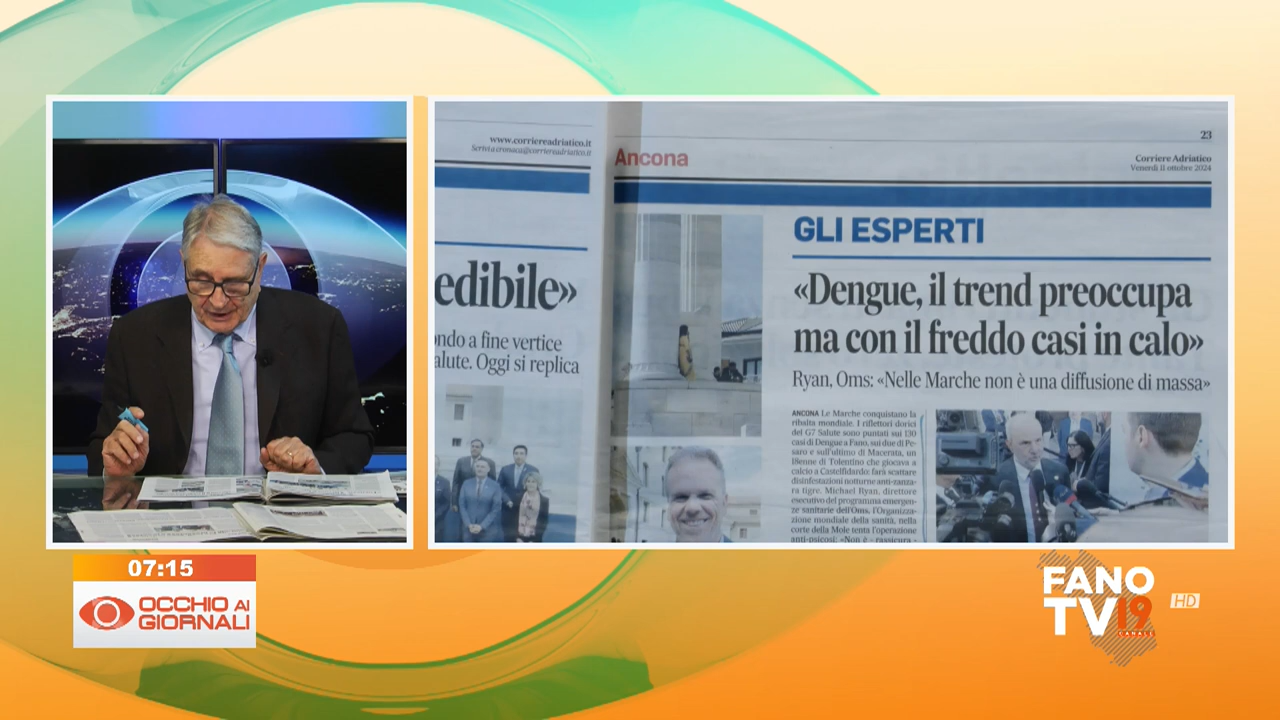 www.corriereadriatico.it
Scrivi a cronaca@corriereadriatico.it
edibile»
ondo a fine vertice
alute. Oggi si replica
23
Ancona
Corriere Adriatico
Venerdì 11 ottobre 2024
GLI ESPERTI
«Dengue, il trend preoccupa
ma con il freddo casi in calo»
Ryan, Oms: «Nelle Marche non è una diffusione di massa»
ANCONA Le Marche conquistano la
ribalta mondiale. I riflettori dorici
del G7 Salute sono puntati sui 130
casi di Dengue a Fano, sui due di Pe-
saro e sull'ultimo di Macerata, un
18enne di Tolentino che giocava a
calcio a Castelfidardo: farà scattare
disinfestazioni notturne anti-zanza-
ra tigre. Michael Ryan, direttore
esecutivo del programma emergen-
ze sanitarie dell'Oms, l'Organizza-
zione mondiale della sanità, nella
corte della Mole tenta l'operazione
anti-psicosi: «Non è - rassicura -
07:15
OCCHIO AI
GIORNALI
FANO
TV19
CANALE
HD